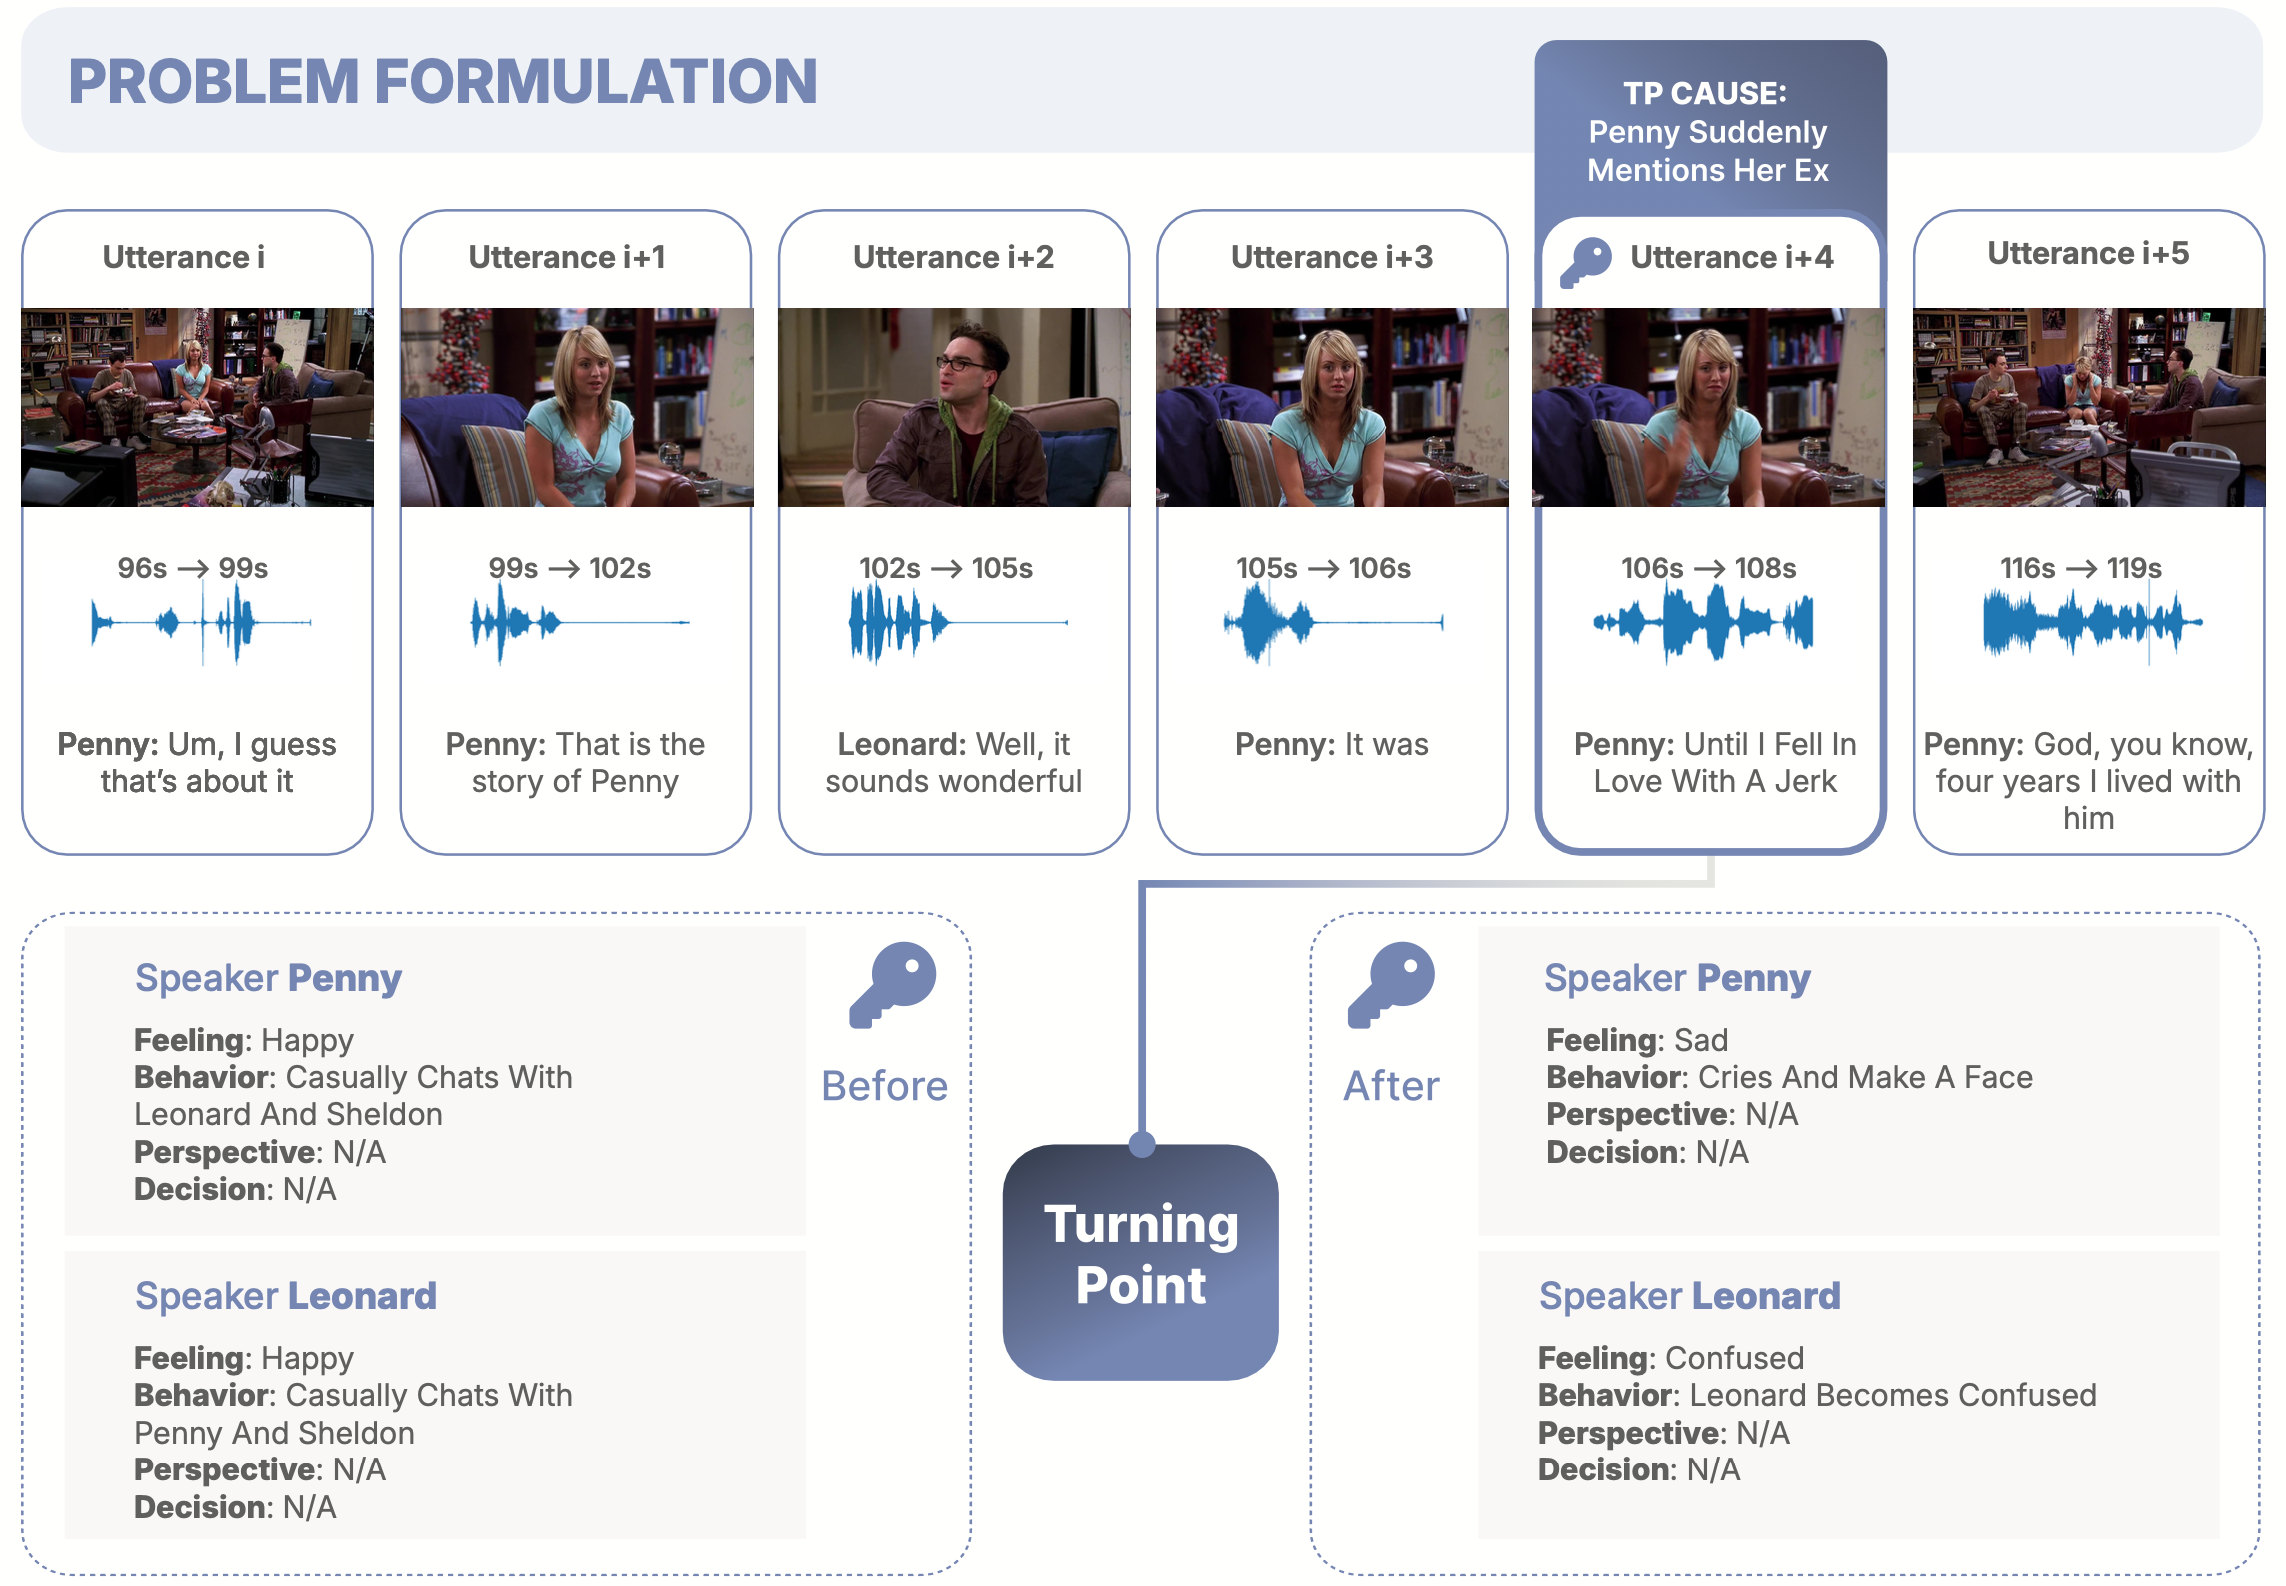 PROBLEM FORMULATION
TP CAUSE:
Penny Suddenly
Mentions Her Ex
Utterance i
96s → 99s
Penny: Um, I guess
that's about it
Utterance i+1
99s → 102s
Penny: That is the
story of Penny
Utterance i+2
102s → 105s
Leonard: Well, it
sounds wonderful
Utterance i+3
105s → 106s
Penny: It was
Utterance i+4
106s → 108s
Penny: Until I Fell In
Love With A Jerk
Utterance i+5
116s → 119s
Penny: God, you know,
four years I lived with
him
Speaker Penny
Feeling: Happy
Behavior: Casually Chats With
Leonard And Sheldon
Perspective: N/A
Decision: N/A
Speaker Leonard
Feeling: Happy
Behavior: Casually Chats With
Penny And Sheldon
Perspective: N/A
Decision: N/A
Before
Turning
Point
After
Speaker Penny
Feeling: Sad
Behavior: Cries And Make A Face
Perspective: N/A
Decision: N/A
Speaker Leonard
Feeling: Confused
Behavior: Leonard Becomes Confused
Perspective: N/A
Decision: N/A